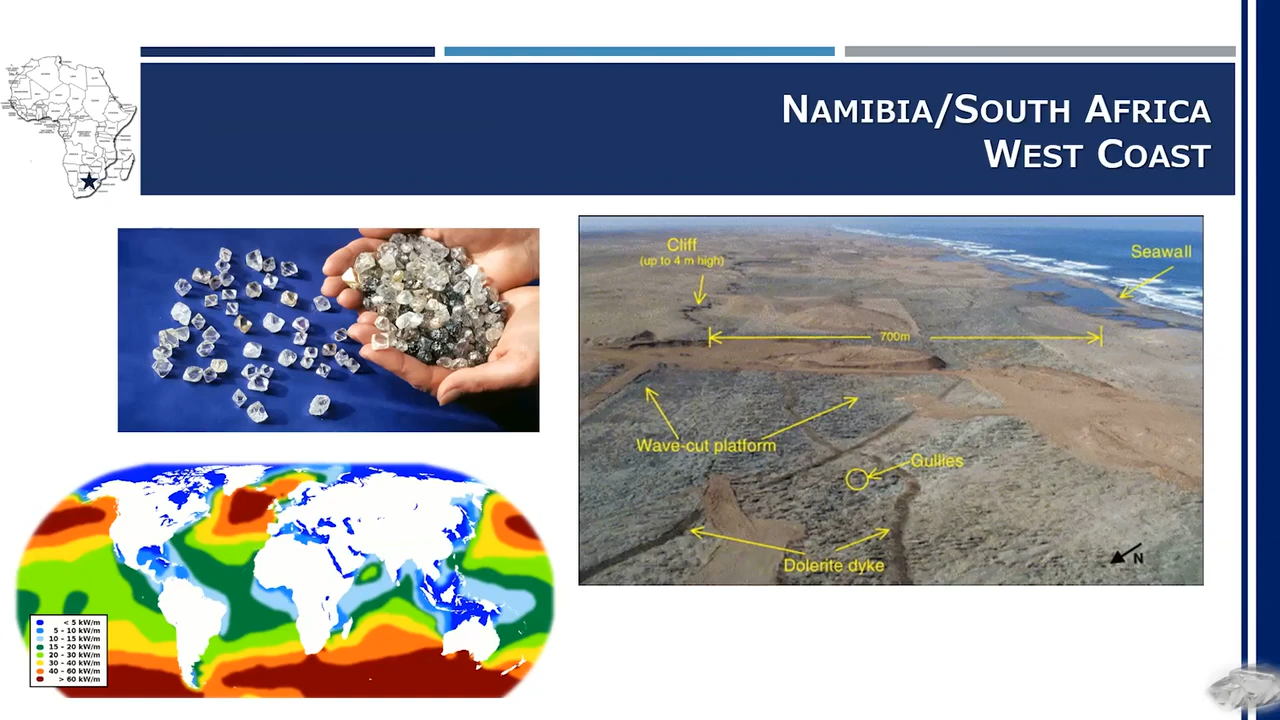 NAMIBIA/SOUTH AFRICA
WEST COAST
Cliff
(up to 4 m high)
Seawall
700m
Wave-cut platform
Gullies
Dolerite dyke
N
< 5 kW/m
5 - 10 kW/m
10 - 15 kW/m
15 - 20 kW/m
20 - 30 kW/m
30 - 40 kW/m
40 - 60 kW/m
> 60 kW/m